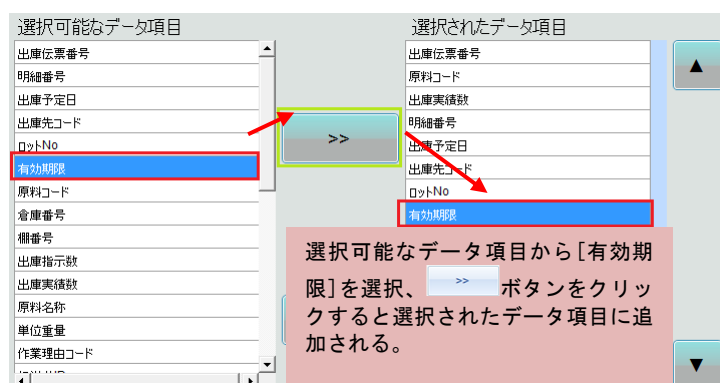 選択可能なデータ項目
出庫伝票番号
明細番号
出庫予定日
出庫先コード
ロットNo
有効期限
原料コード
倉庫番号
棚番号
出庫指示数
出庫実績数
原料名称
単位重量
作業理由コード
>>
選択されたデータ項目
出庫伝票番号
原料コード
出庫実績数
明細番号
出庫予定日
出庫先コード
ロットNo
有効期限
▲
▼
選択可能なデータ項目から[有効期
限]を選択、 >> ボタンをクリッ
クすると選択されたデータ項目に追
加される。